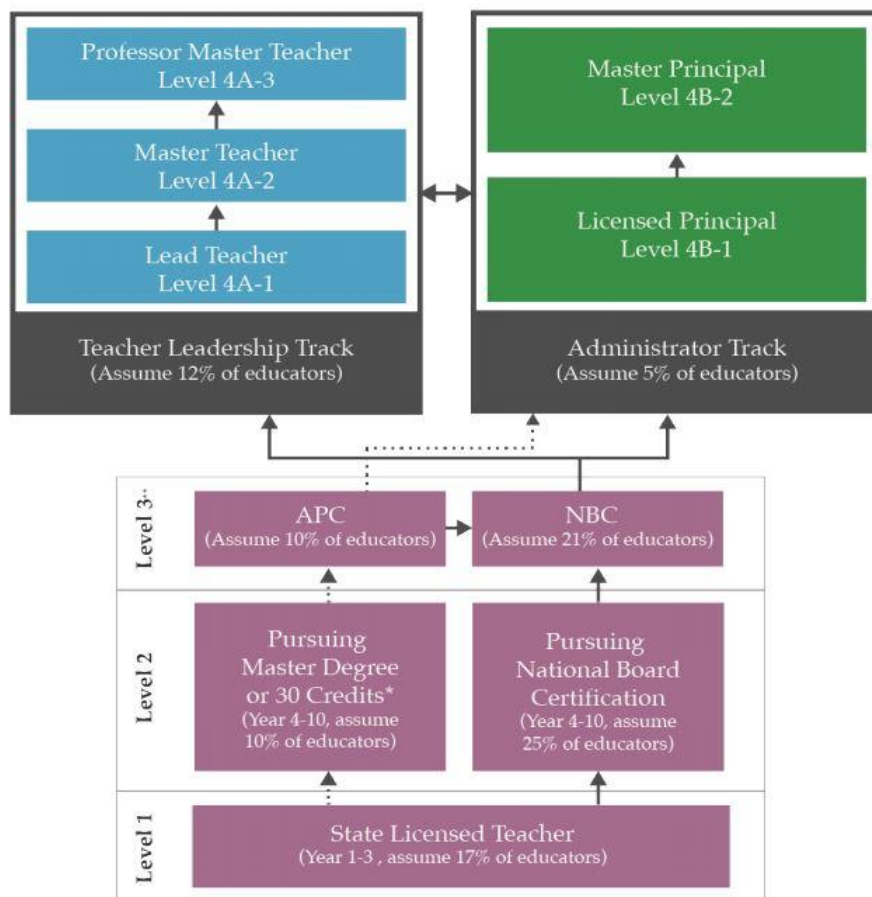 Professor Master Teacher
Level 4A-3
Master Teacher
Level 4A-2
Lead Teacher
Level 4A-1
Teacher Leadership Track
(Assume 12% of educators)
Master Principal
Level 4B-2
Licensed Principal
Level 4B-1
Administrator Track
(Assume 5% of educators)
Level 3**
APC
(Assume 10% of educators)
NBC
(Assume 21% of educators)
Level 2
Pursuing
Master Degree
or 30 Credits*
(Year 4-10, assume
10% of educators)
Pursuing
National Board
Certification
(Year 4-10, assume
25% of educators)
Level 1
State Licensed Teacher
(Year 1-3 , assume 17% of educators)